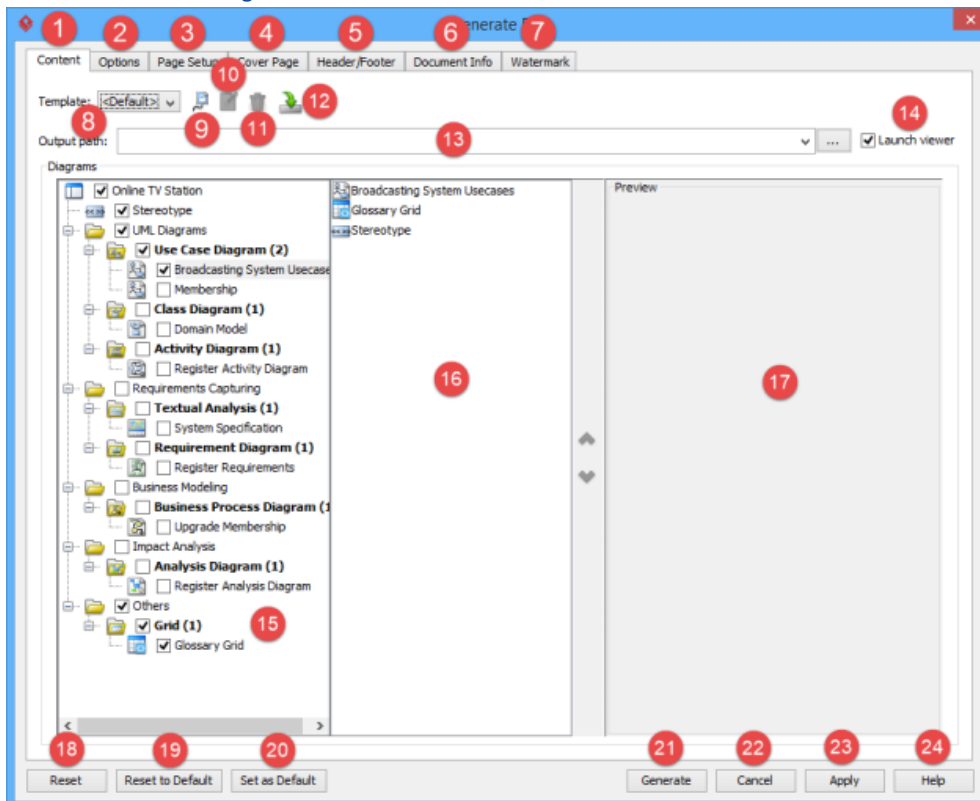 enerate
1 2 3 4 5 6 7
Content Options Page Setup Cover Page Header/Footer Document Info Watermark
10
Template: <Default> 12
8 9 11 14
Output path: 13 ... Launch viewer
Diagrams
Online TV Station
Stereotype
UML Diagrams
Use Case Diagram (2)
Broadcasting System Usecase
Membership
Class Diagram (1)
Domain Model
Activity Diagram (1)
Register Activity Diagram
Requirements Capturing
Textual Analysis (1)
System Specification
Requirement Diagram (1)
Register Requirements
Business Modeling
Business Process Diagram (1
Upgrade Membership
Impact Analysis
Analysis Diagram (1)
Register Analysis Diagram
Others
Grid (1)
15
Glossary Grid
Broadcasting System Usecases
Glossary Grid
Stereotype
16
Preview
17
18 19 20 21 22 23 24
Reset Reset to Default Set as Default Generate Cancel Apply Help